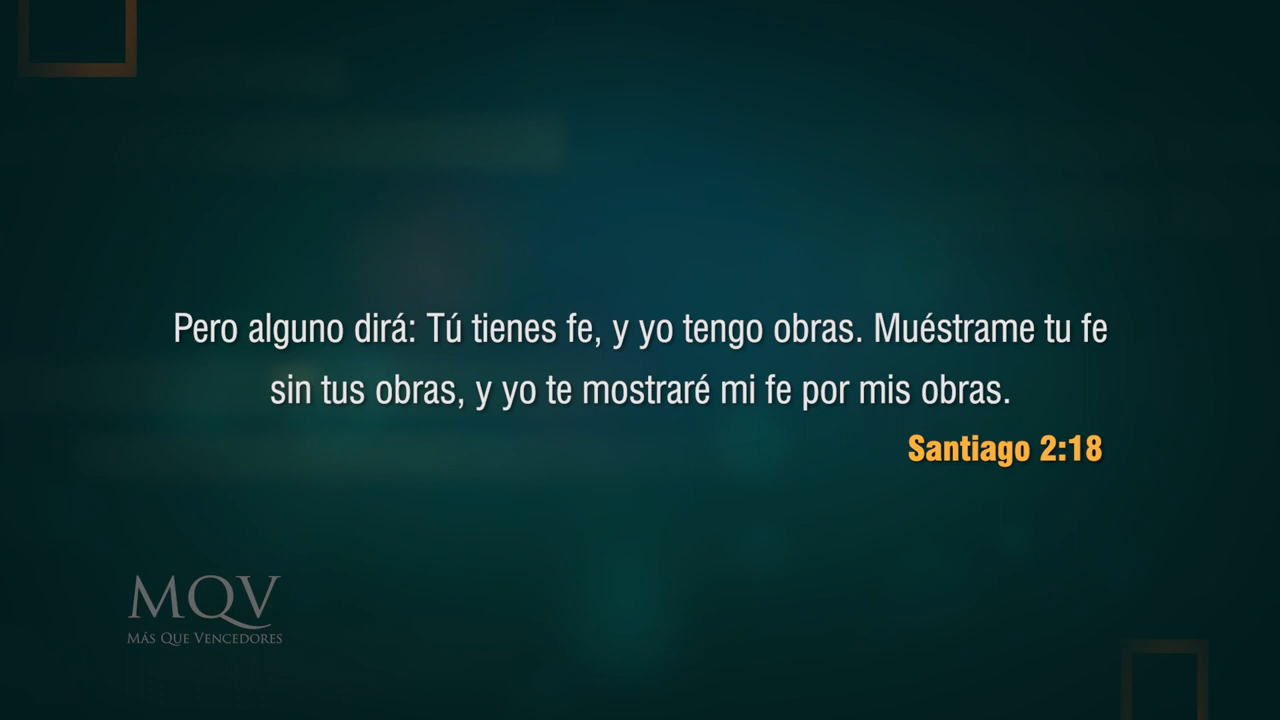 Pero alguno dirá: Tú tienes fe, y yo tengo obras. Muéstrame tu fe
sin tus obras, y yo te mostraré mi fe por mis obras.
Santiago 2:18
MQV
MÁS QUE VENCEDORES